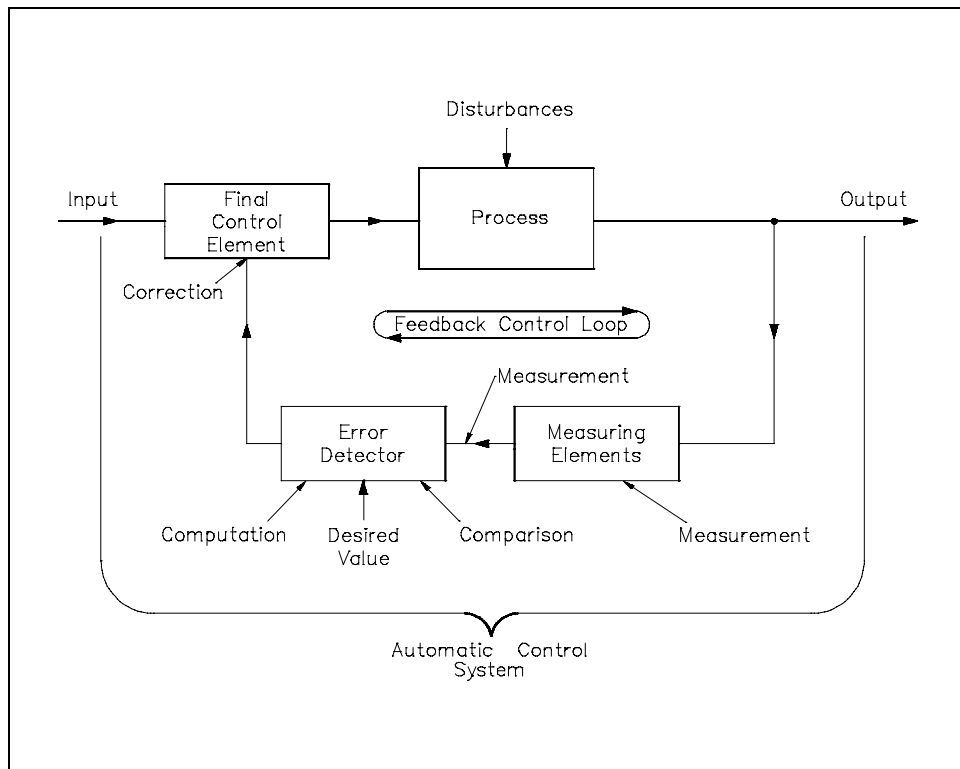 Disturbances
Input
Final
Control
Element
Process
Output
Correction
Feedback Control Loop
Measurement
Error
Detector
Measuring
Elements
Computation
Desired
Value
Comparison
Measurement
Automatic Control
System